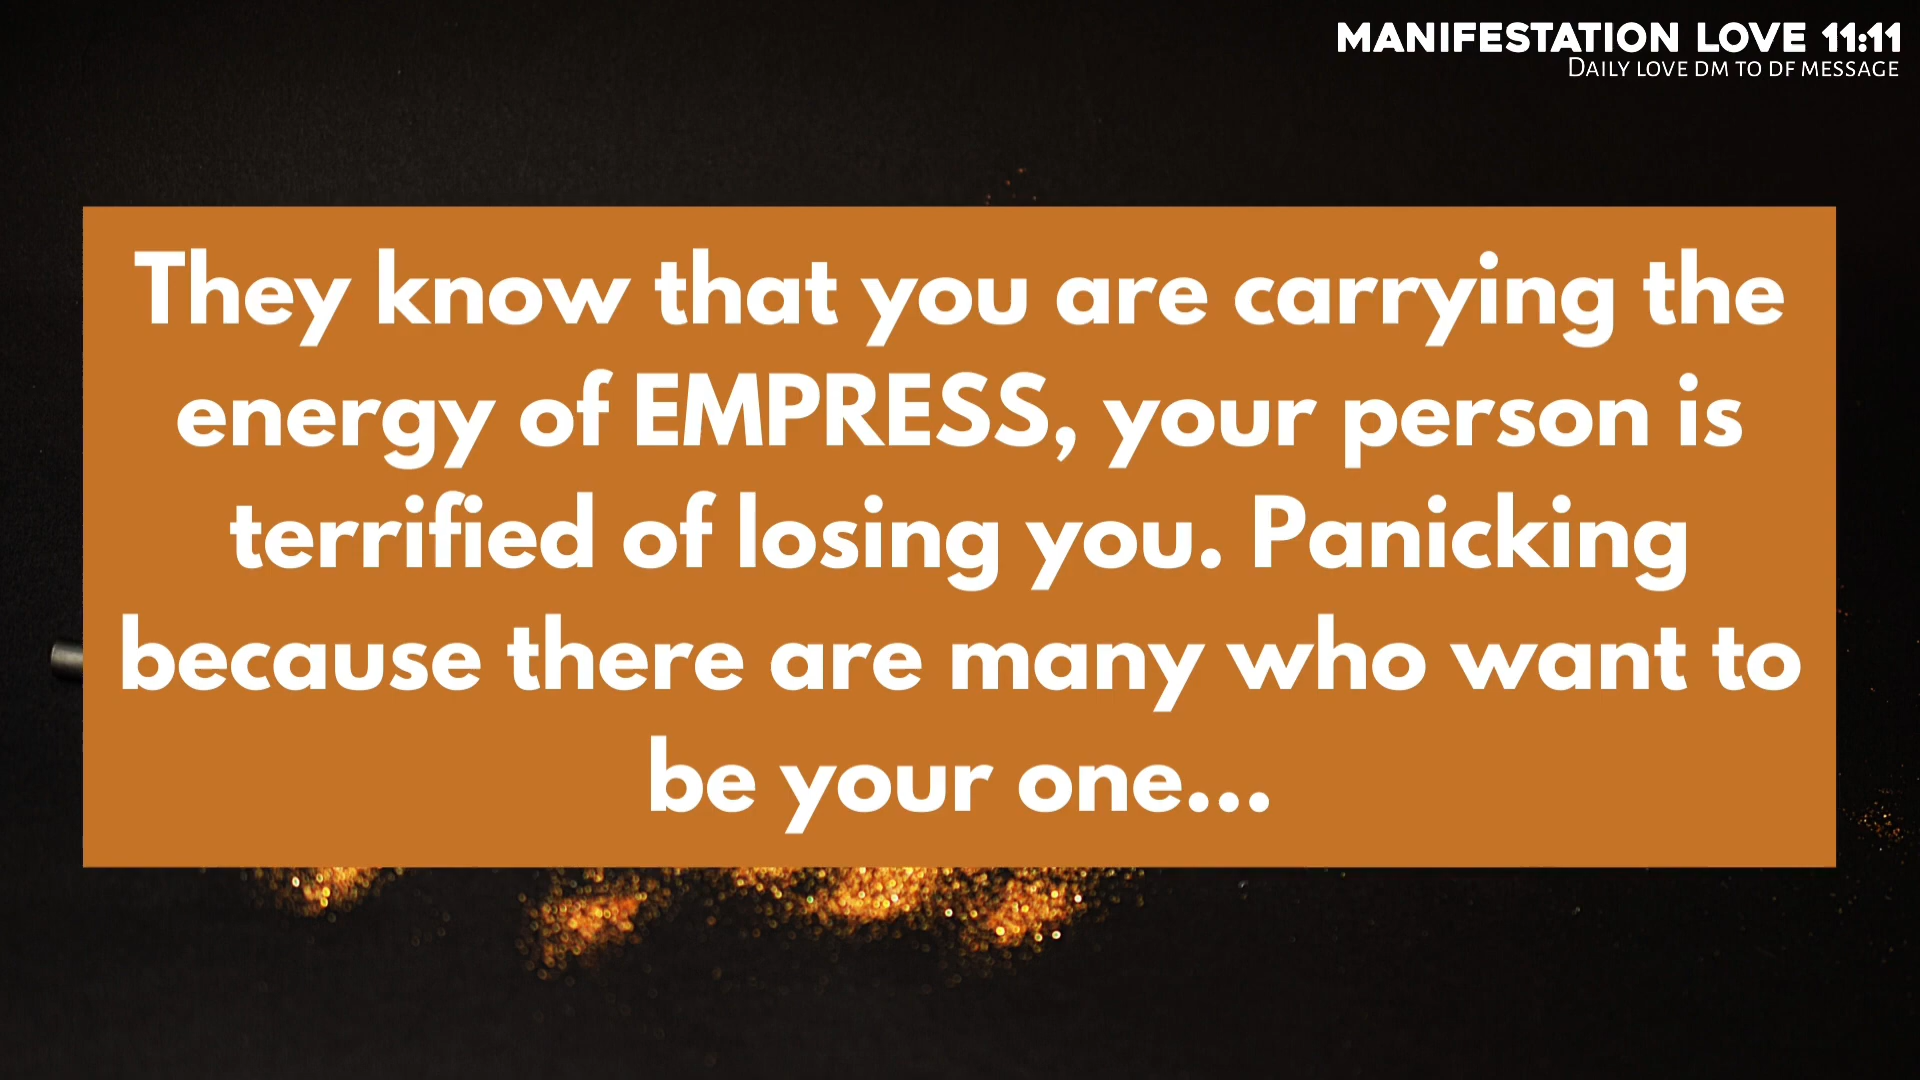 MANIFESTATION LOVE 11:11
DAILY LOVE DM TO DF MESSAGE
They know that you are carrying the
energy of EMPRESS, your person is
terrified of losing you. Panicking
because there are many who want to
be your one...